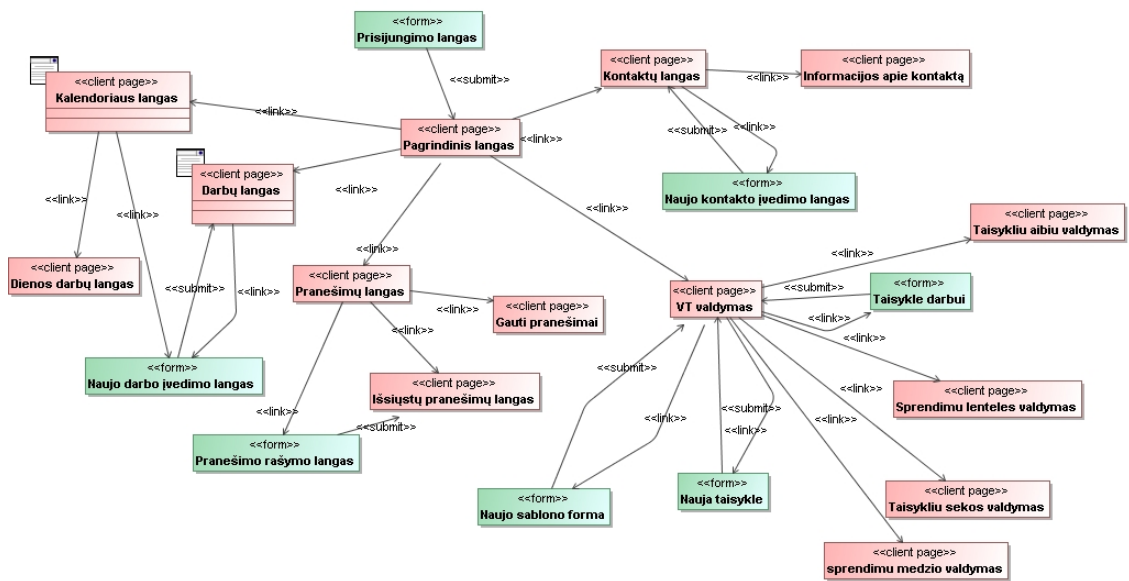 <<form>>
Prisijungimo langas
<<submit>>
<<client page>>
Kontaktų langas
<<link>>
<<client page>>
Informacijos apie kontaktą
<<client page>>
Kalendoriaus langas
<<link>>
<<client page>>
Pagrindinis langas
<<link>>
<<submit>>
<<link>>
<<client page>>
Darbų langas
<<link>>
<<form>>
Naujo kontakto įvedimo langas
<<link>>
<<link>>
<<link>>
<<client page>>
Taisykliu aibiu valdymas
<<link>>
<<link>>
<<client page>>
Dienos darbų langas
<<submit>>
<<link>>
<<client page>>
Pranešimų langas
<<link>>
<<client page>>
Gauti pranešimai
<<client page>>
VT valdymas
<<submit>>
<<form>>
Taisykle darbui
<<link>>
<<link>>
<<link>>
<<form>>
Naujo darbo įvedimo langas
<<client page>>
Išsiųstų pranešimų langas
<<submit>>
<<link>>
<<client page>>
Sprendimu lenteles valdymas
<<link>>
<<submit>>
<<link>>
<<submit>>
<<link>>
<<link>>
<<link>>
<<form>>
Pranešimo rašymo langas
<<form>>
Naujo sablono forma
<<form>>
Nauja taisykle
<<client page>>
Taisykliu sekos valdymas
<<client page>>
sprendimu medzio valdymas